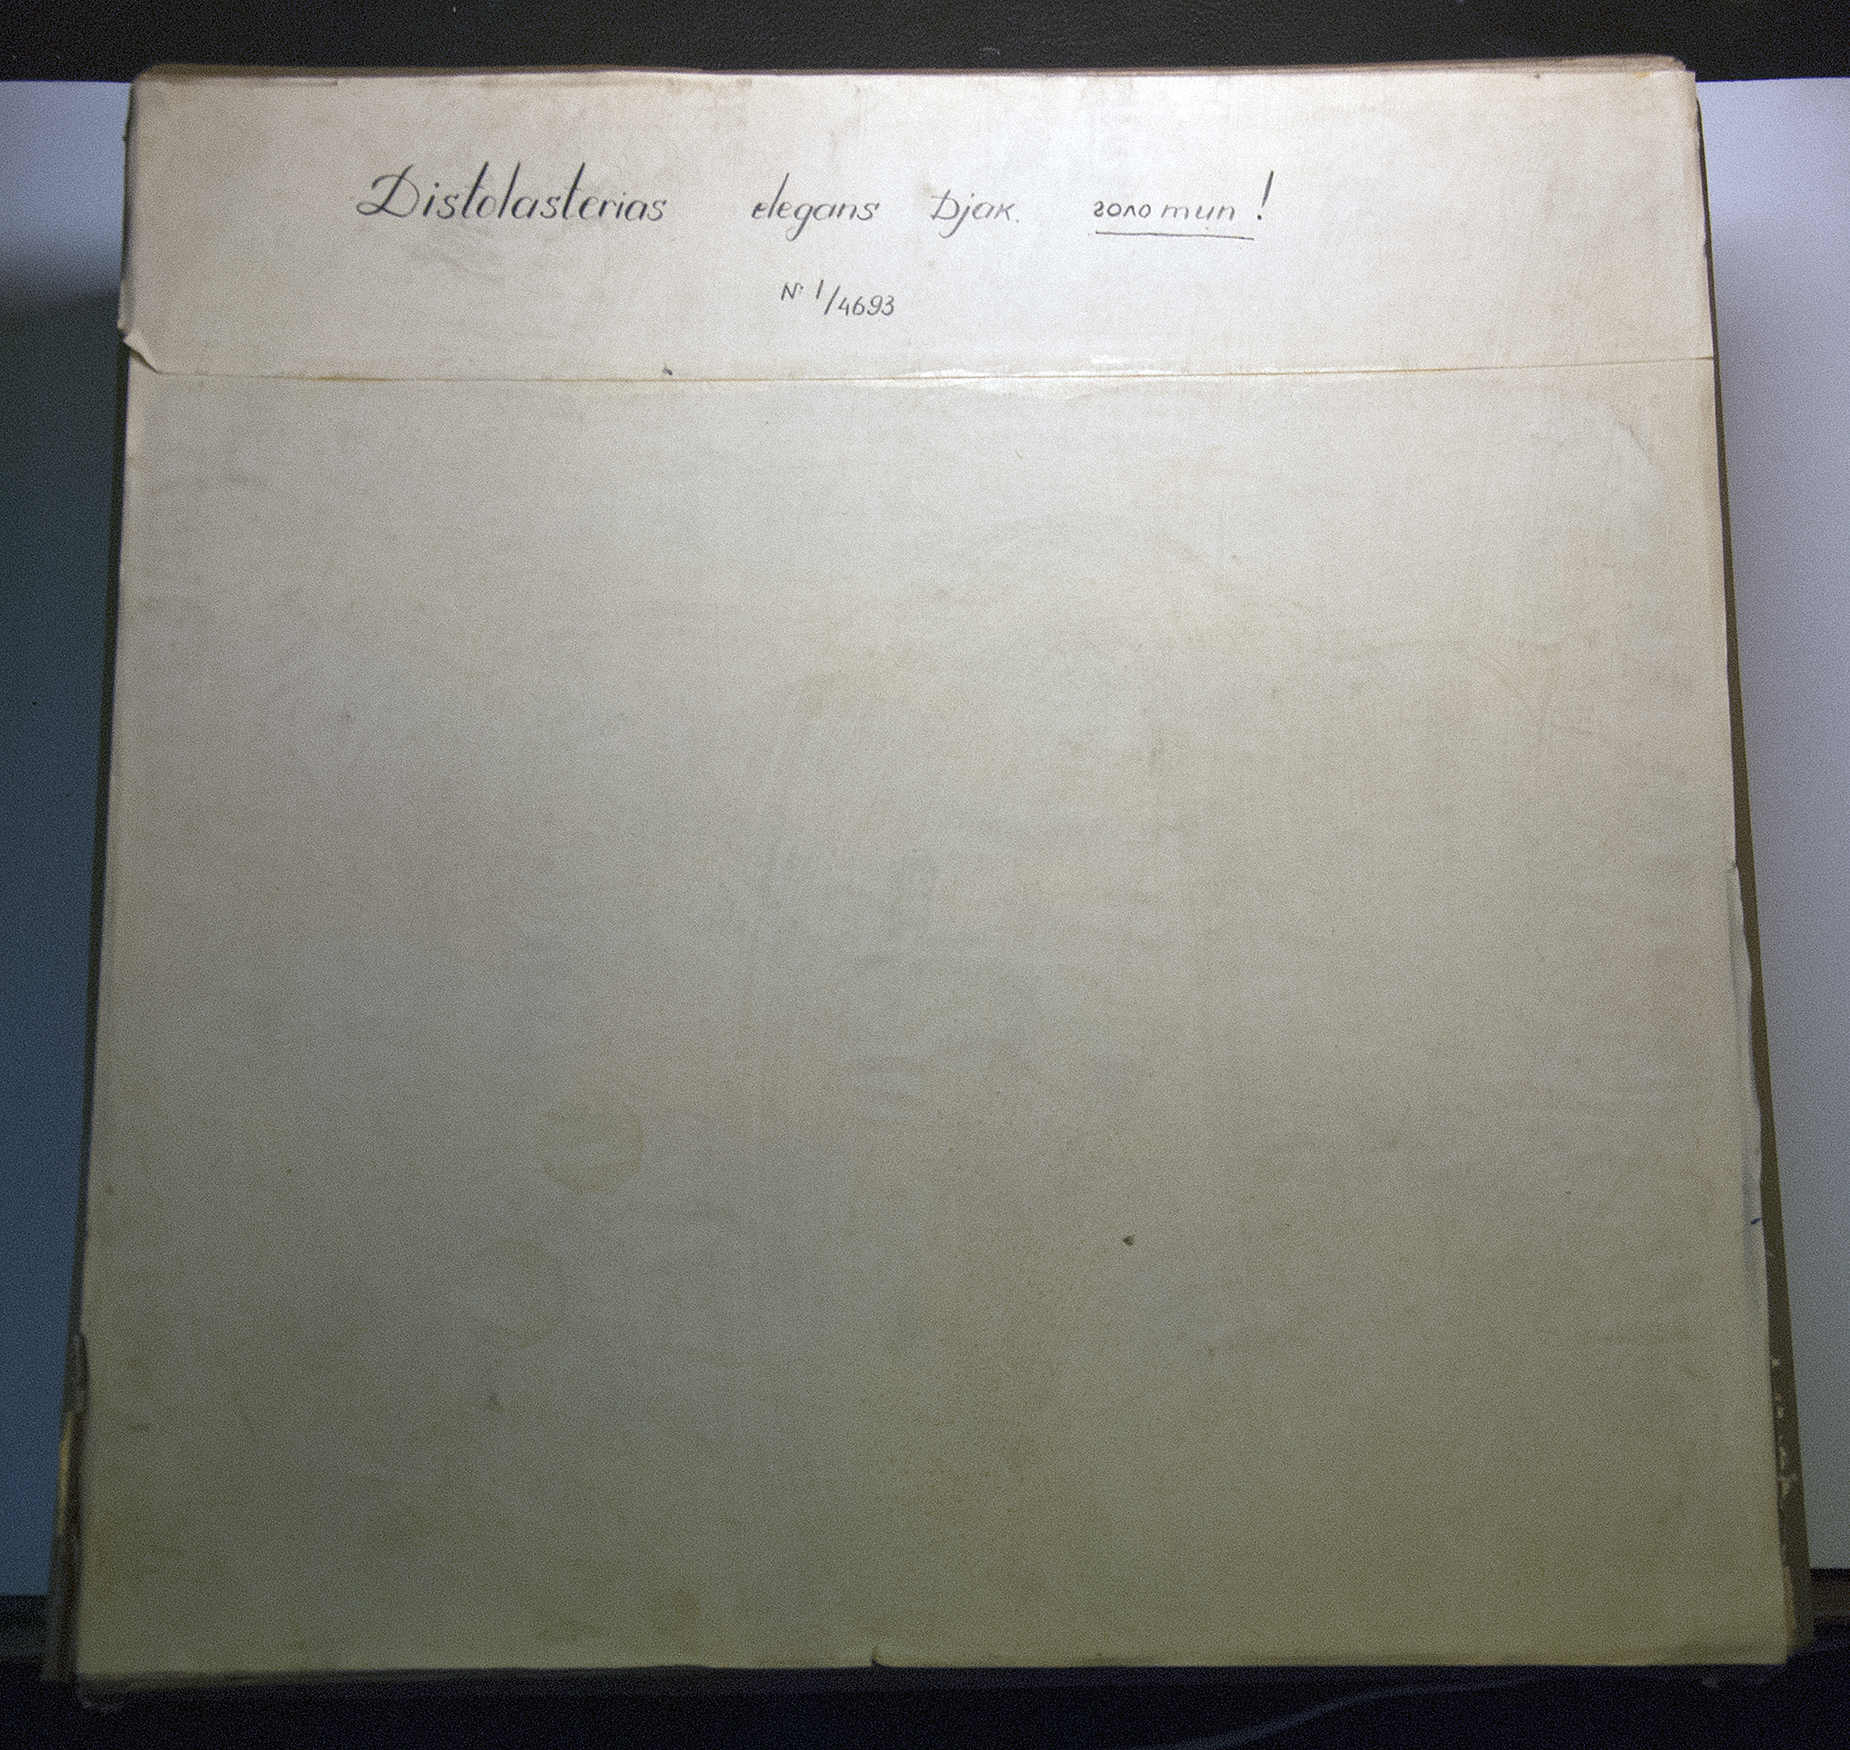 Distolasterias elegans Djak. голотип!
№ 1/4693